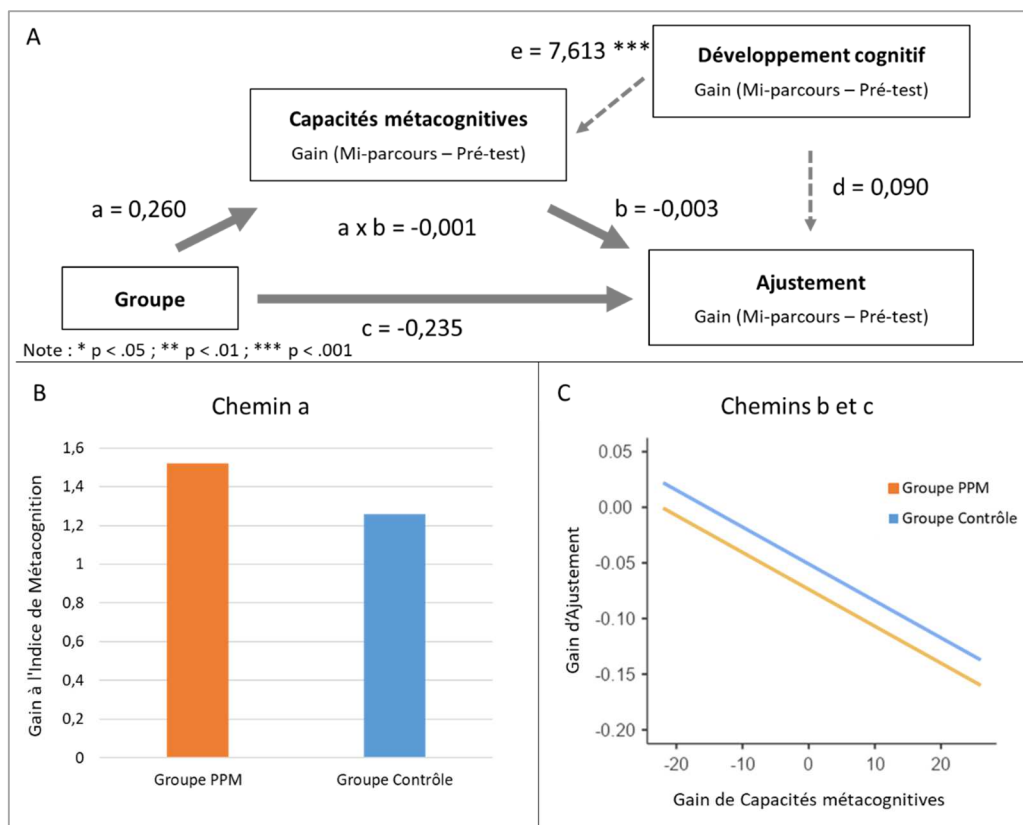 A
e = 7,613 ***
Développement cognitif
Gain (Mi-parcours – Pré-test)
Capacités métacognitives
Gain (Mi-parcours – Pré-test)
a = 0,260
a x b = -0,001
b = -0,003
d = 0,090
Groupe
c = -0,235
Ajustement
Gain (Mi-parcours – Pré-test)
Note : * p < .05 ; ** p < .01 ; *** p < .001
B
Chemin a
Gain à l'Indice de Métacognition
1,6
1,4
1,2
1
0,8
0,6
0,4
0,2
0
Groupe PPM
Groupe Contrôle
C
Chemins b et c
Gain d'Ajustement
0.05
0.00
-0.05
-0.10
-0.15
-0.20
Groupe PPM
Groupe Contrôle
-20
-10
0
10
20
Gain de Capacités métacognitives